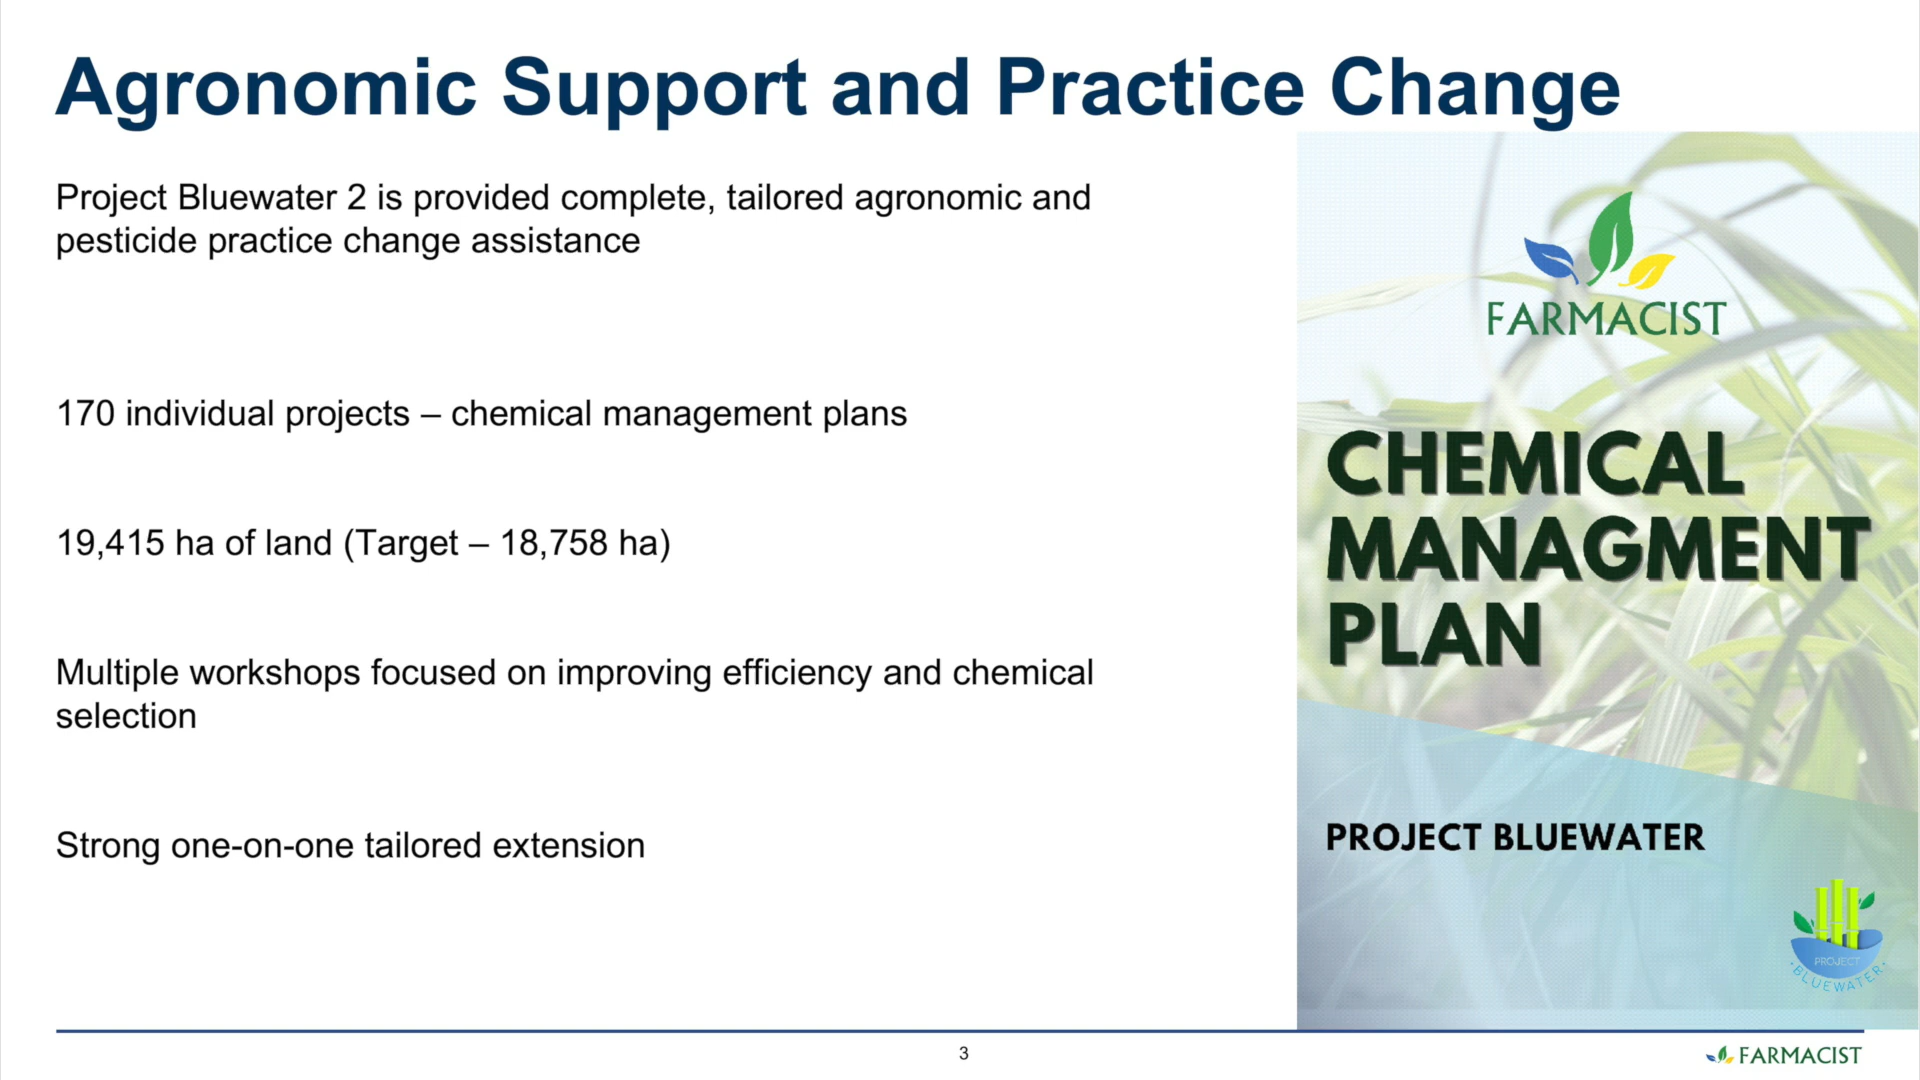 Agronomic Support and Practice Change
Project Bluewater 2 is provided complete, tailored agronomic and
pesticide practice change assistance
170 individual projects – chemical management plans
19,415 ha of land (Target – 18,758 ha)
Multiple workshops focused on improving efficiency and chemical
selection
Strong one-on-one tailored extension
FARMACIST
CHEMICAL
MANAGMENT
PLAN
PROJECT BLUEWATER
PROJECT
BLUEWATER
3
FARMACIST